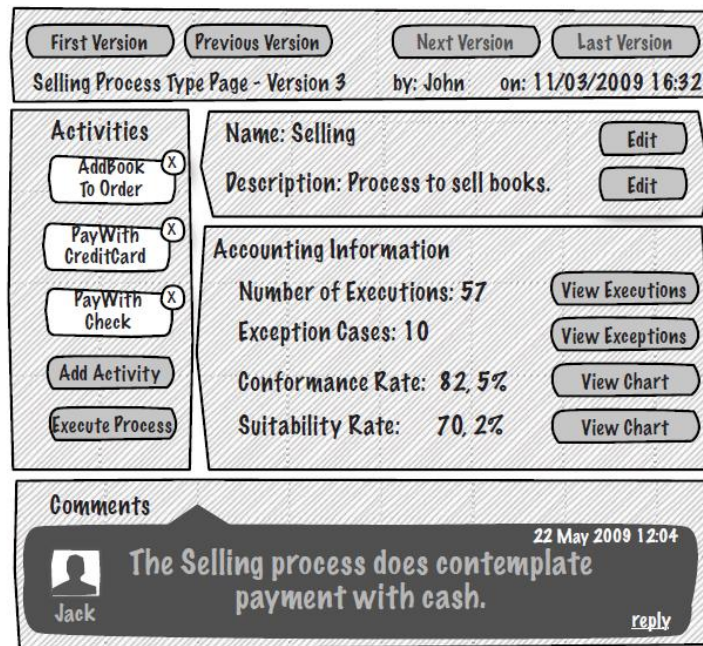 First Version Previous Version Next Version Last Version
Selling Process Type Page - Version 3 by: John on: 11/03/2009 16:32
Activities
AddBook X
To Order
PayWith X
CreditCard
PayWith X
Check
Add Activity
Execute Process
Name: Selling Edit
Description: Process to sell books. Edit
Accounting Information
Number of Executions: 57 View Executions
Exception Cases: 10 View Exceptions
Conformance Rate: 82,5% View Chart
Suitability Rate: 70,2% View Chart
Comments
22 May 2009 12:04
The Selling process does contemplate
payment with cash.
Jack
reply